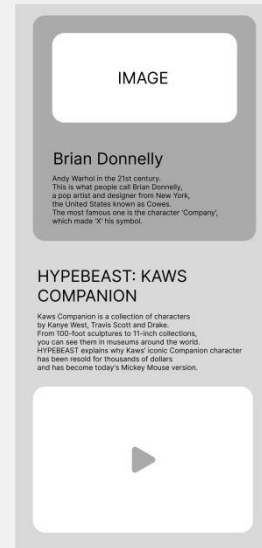 IMAGE
Brian Donnelly
Andy Warhol in the 21st century.
This is what people call Brian Donnelly,
a pop artist and designer from New York,
the United States known as Cowes.
The most famous one is the character 'Company',
which made 'X' his symbol.
HYPEBEAST: KAWS
COMPANION
Kaws Companion is a collection of characters
by Kanye West, Travis Scott and Drake.
From 100-foot sculptures to 11-inch collections,
you can see them in museums around the world.
HYPEBEAST explains why Kaws' iconic Companion character
has been resold for thousands of dollars
and has become today's Mickey Mouse version.